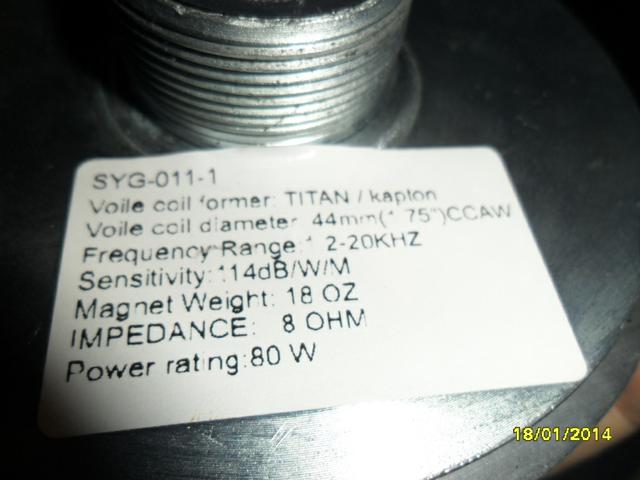 SYG-011-1
Voile coil former: TITAN / kapton
Voile coil diameter 44mm(1 75")CCAW
Frequency Range:1 2-20KHZ
Sensitivity:114dB/W/M
Magnet Weight: 18 OZ
IMPEDANCE: 8 OHM
Power rating:80 W
18/01/2014